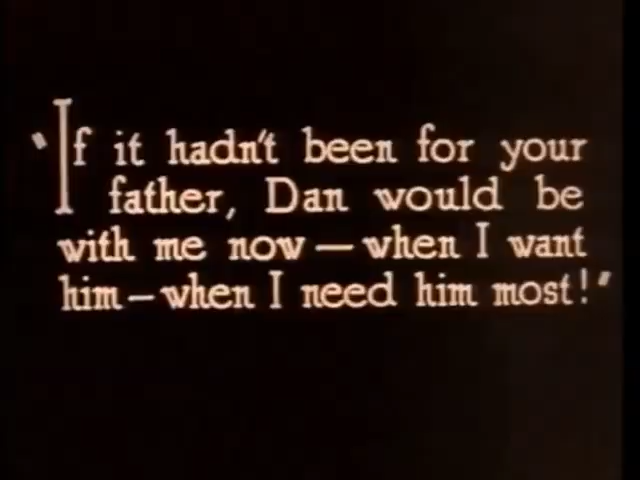 "If it hadn't been for your
father, Dan would be
with me now — when I want
him — when I need him most!"